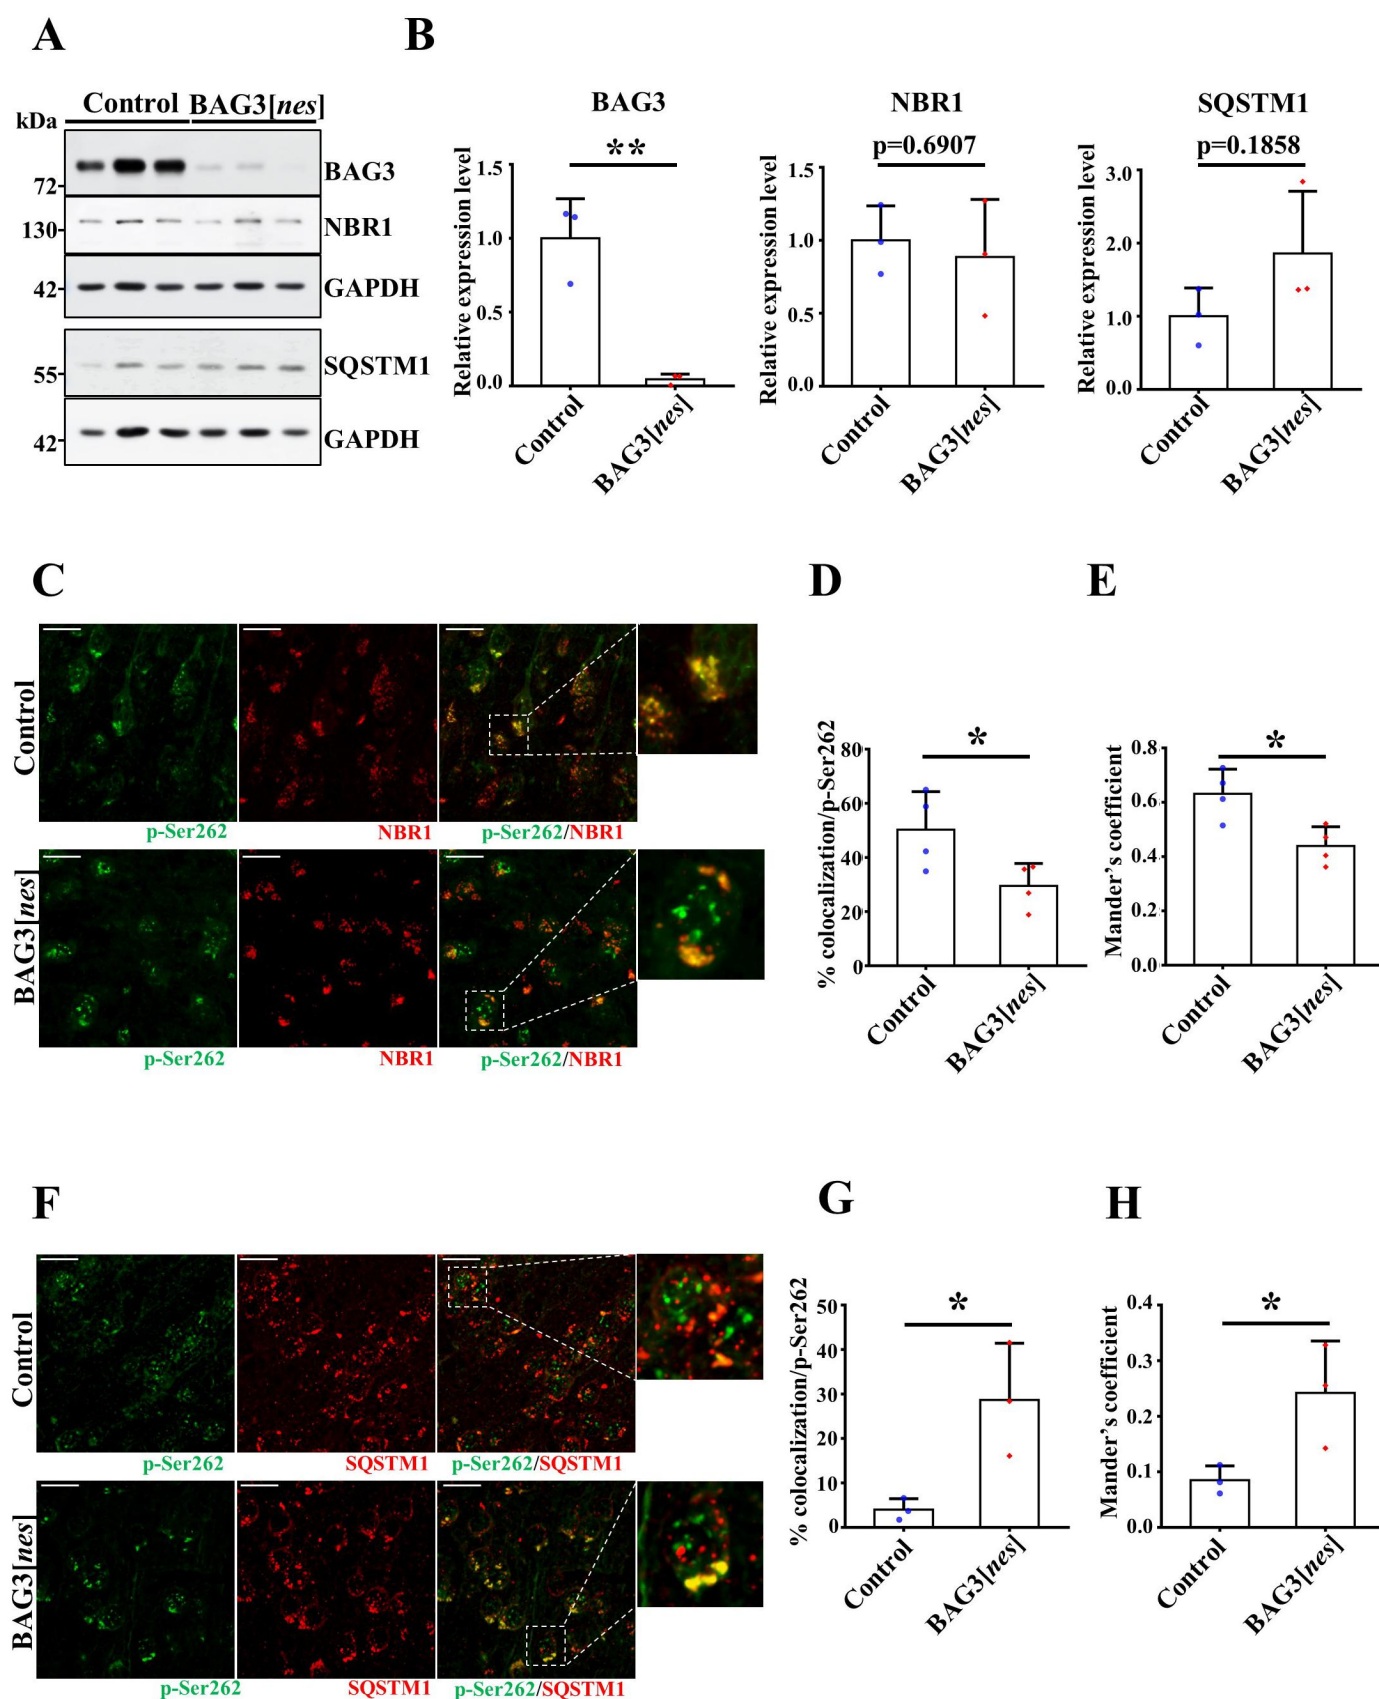 A
B
Control BAG3[nes]
kDa
BAG3
72
NBR1
130
GAPDH
42
SQSTM1
55
GAPDH
42
BAG3
**
Relative expression level
1.5
1.0
0.5
0.0
Control
BAG3[nes]
NBR1
p=0.6907
Relative expression level
1.5
1.0
0.5
0.0
Control
BAG3[nes]
SQSTM1
p=0.1858
Relative expression level
3.0
2.0
1.0
0.0
Control
BAG3[nes]
C
D
E
Control
p-Ser262
NBR1
p-Ser262/NBR1
BAG3[nes]
p-Ser262
NBR1
p-Ser262/NBR1
*
% colocalization/p-Ser262
80
60
40
20
0
Control
BAG3[nes]
*
Mander's coefficient
0.8
0.6
0.4
0.2
0.0
Control
BAG3[nes]
F
G
H
Control
p-Ser262
SQSTM1
p-Ser262/SQSTM1
BAG3[nes]
p-Ser262
SQSTM1
p-Ser262/SQSTM1
*
% colocalization/p-Ser262
50
40
30
20
10
0
Control
BAG3[nes]
*
Mander's coefficient
0.4
0.3
0.2
0.1
0.0
Control
BAG3[nes]